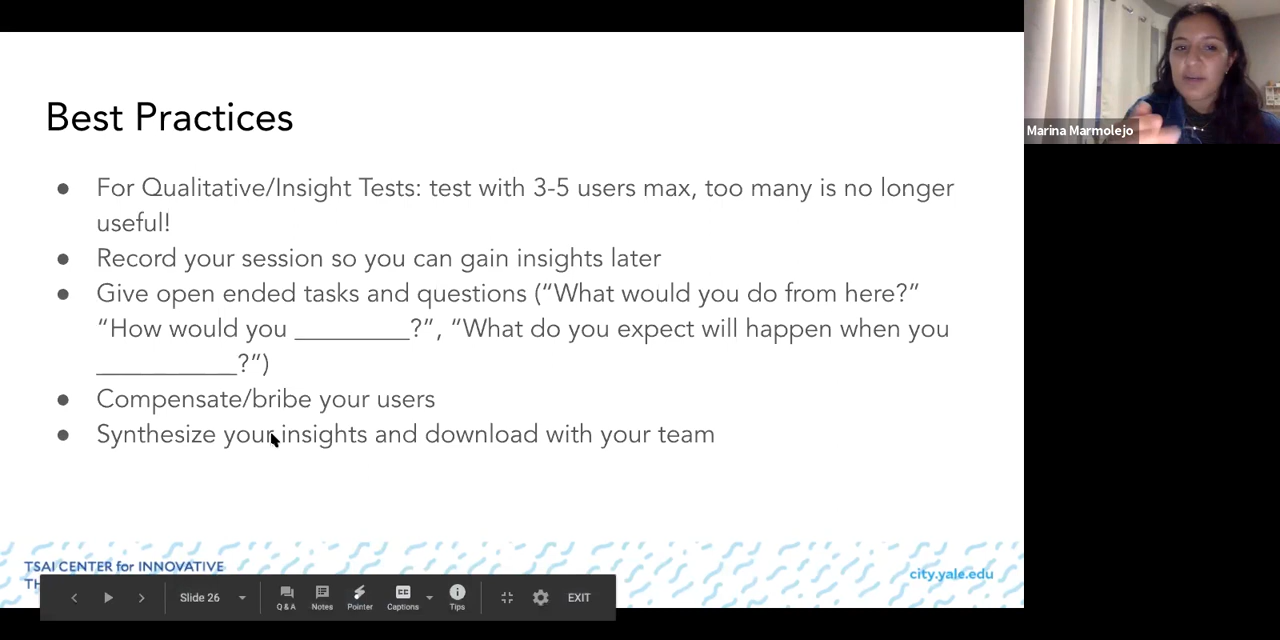 Best Practices
● For Qualitative/Insight Tests: test with 3-5 users max, too many is no longer
useful!
● Record your session so you can gain insights later
● Give open ended tasks and questions (“What would you do from here?”
“How would you _________?”, “What do you expect will happen when you
___________?”)
● Compensate/bribe your users
● Synthesize your insights and download with your team
TSAI CENTER for INNOVATIVE
TH
city.yale.edu
Slide 26
Q & A
Notes
Pointer
CC
Captions
Tips
EXIT
Marina Marmolejo